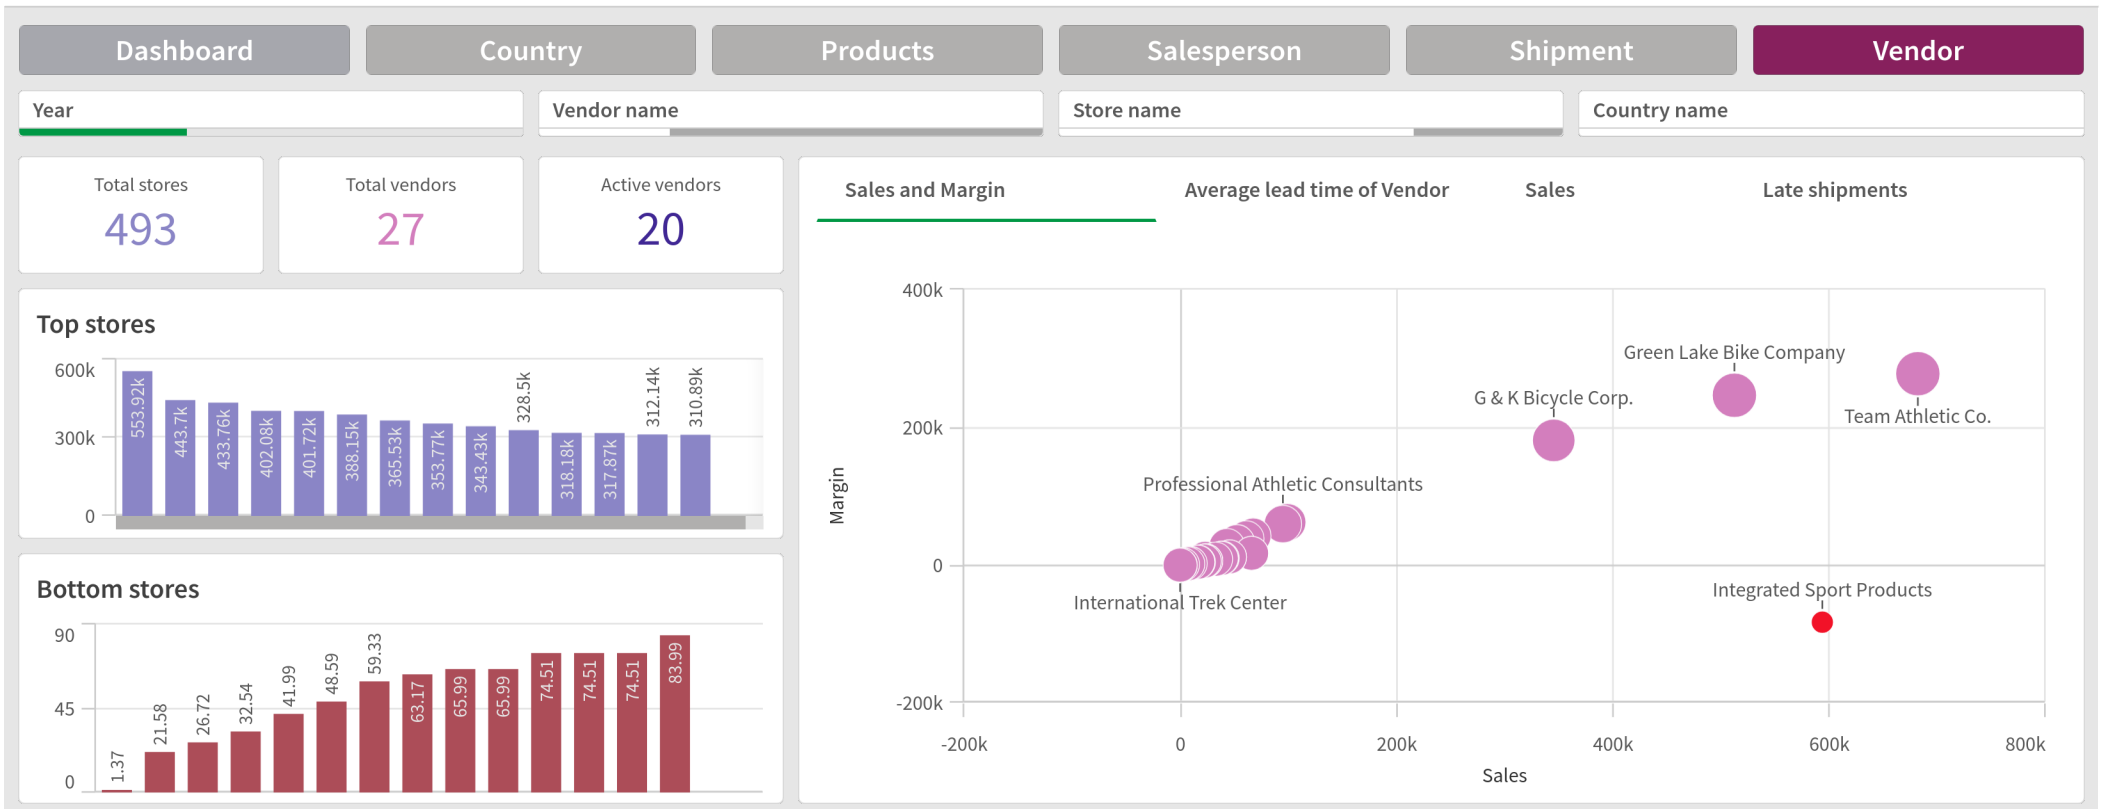 Dashboard Country Products Salesperson Shipment Vendor
Year Vendor name Store name Country name
Total stores Total vendors Active vendors
493 27 20
Top stores
600k
300k
0
553.92k 443.7k 433.76k 402.08k 401.72k 388.15k 365.53k 353.77k 343.43k 328.5k 318.18k 317.87k 312.14k 310.89k
Bottom stores
90
45
0
1.37 21.58 26.72 32.54 41.99 48.59 59.33 63.17 65.99 65.99 74.51 74.51 74.51 83.99
Sales and Margin Average lead time of Vendor Sales Late shipments
400k
200k
0
-200k
Margin
Green Lake Bike Company
G & K Bicycle Corp.
Team Athletic Co.
Professional Athletic Consultants
Integrated Sport Products
International Trek Center
-200k 0 200k 400k 600k 800k
Sales